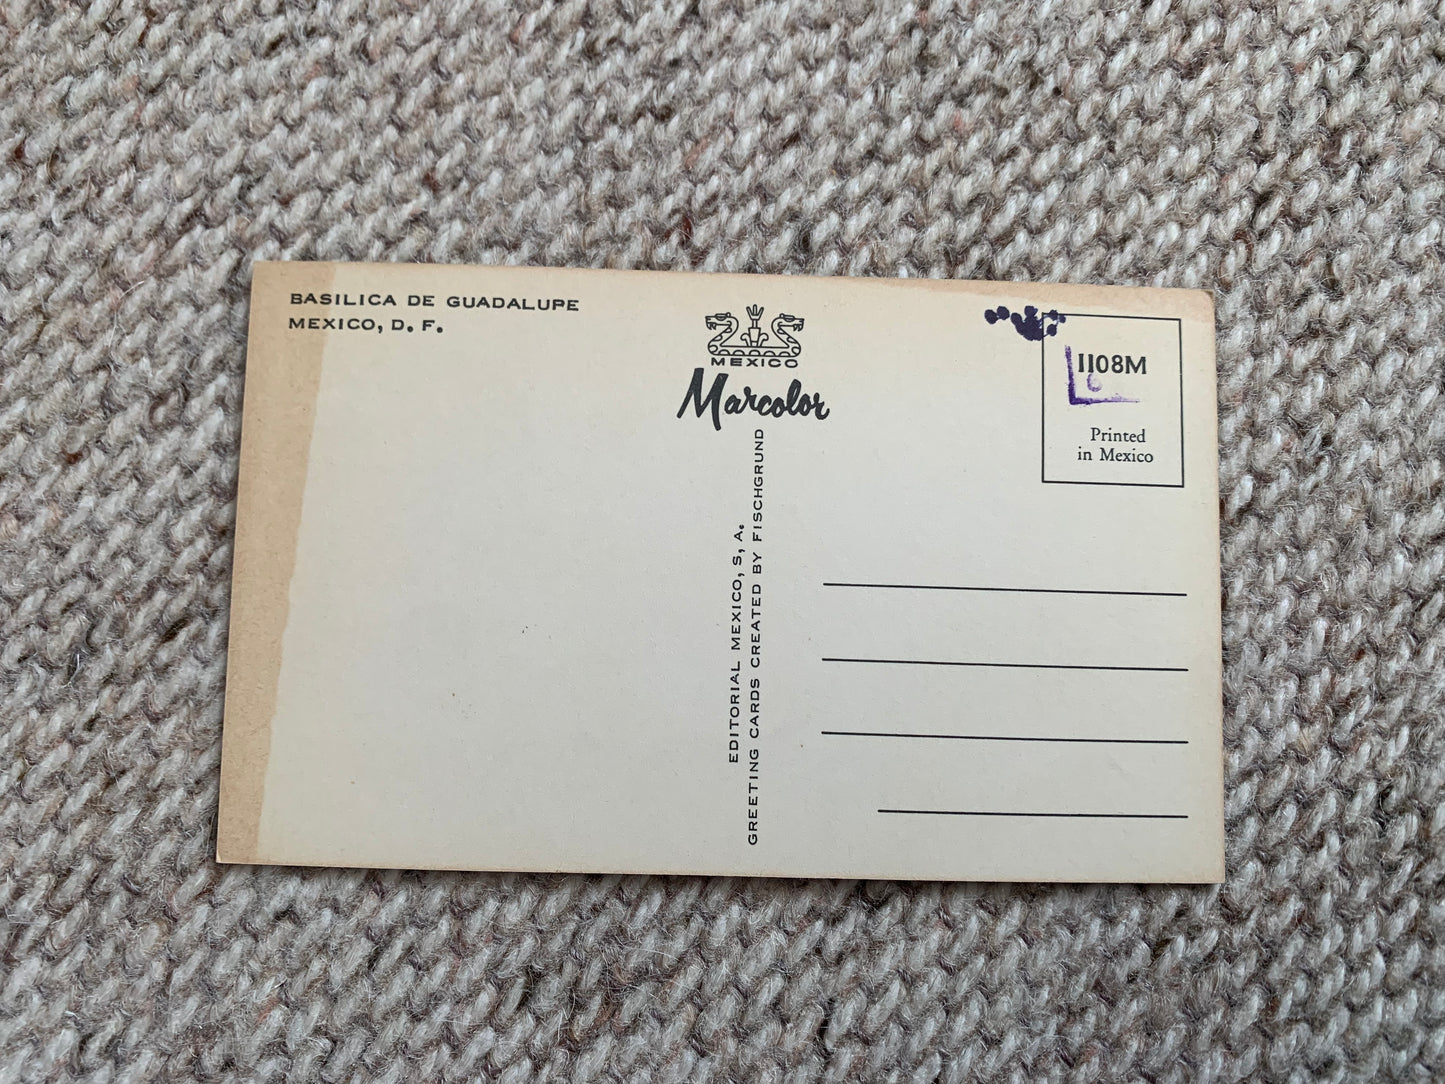 BASILICA DE GUADALUPE
MEXICO, D. F.
MEXICO
Marcolor
EDITORIAL MEXICO, S, A.
GREETING CARDS CREATED BY FISCHGRUND
1108M
Printed
in Mexico